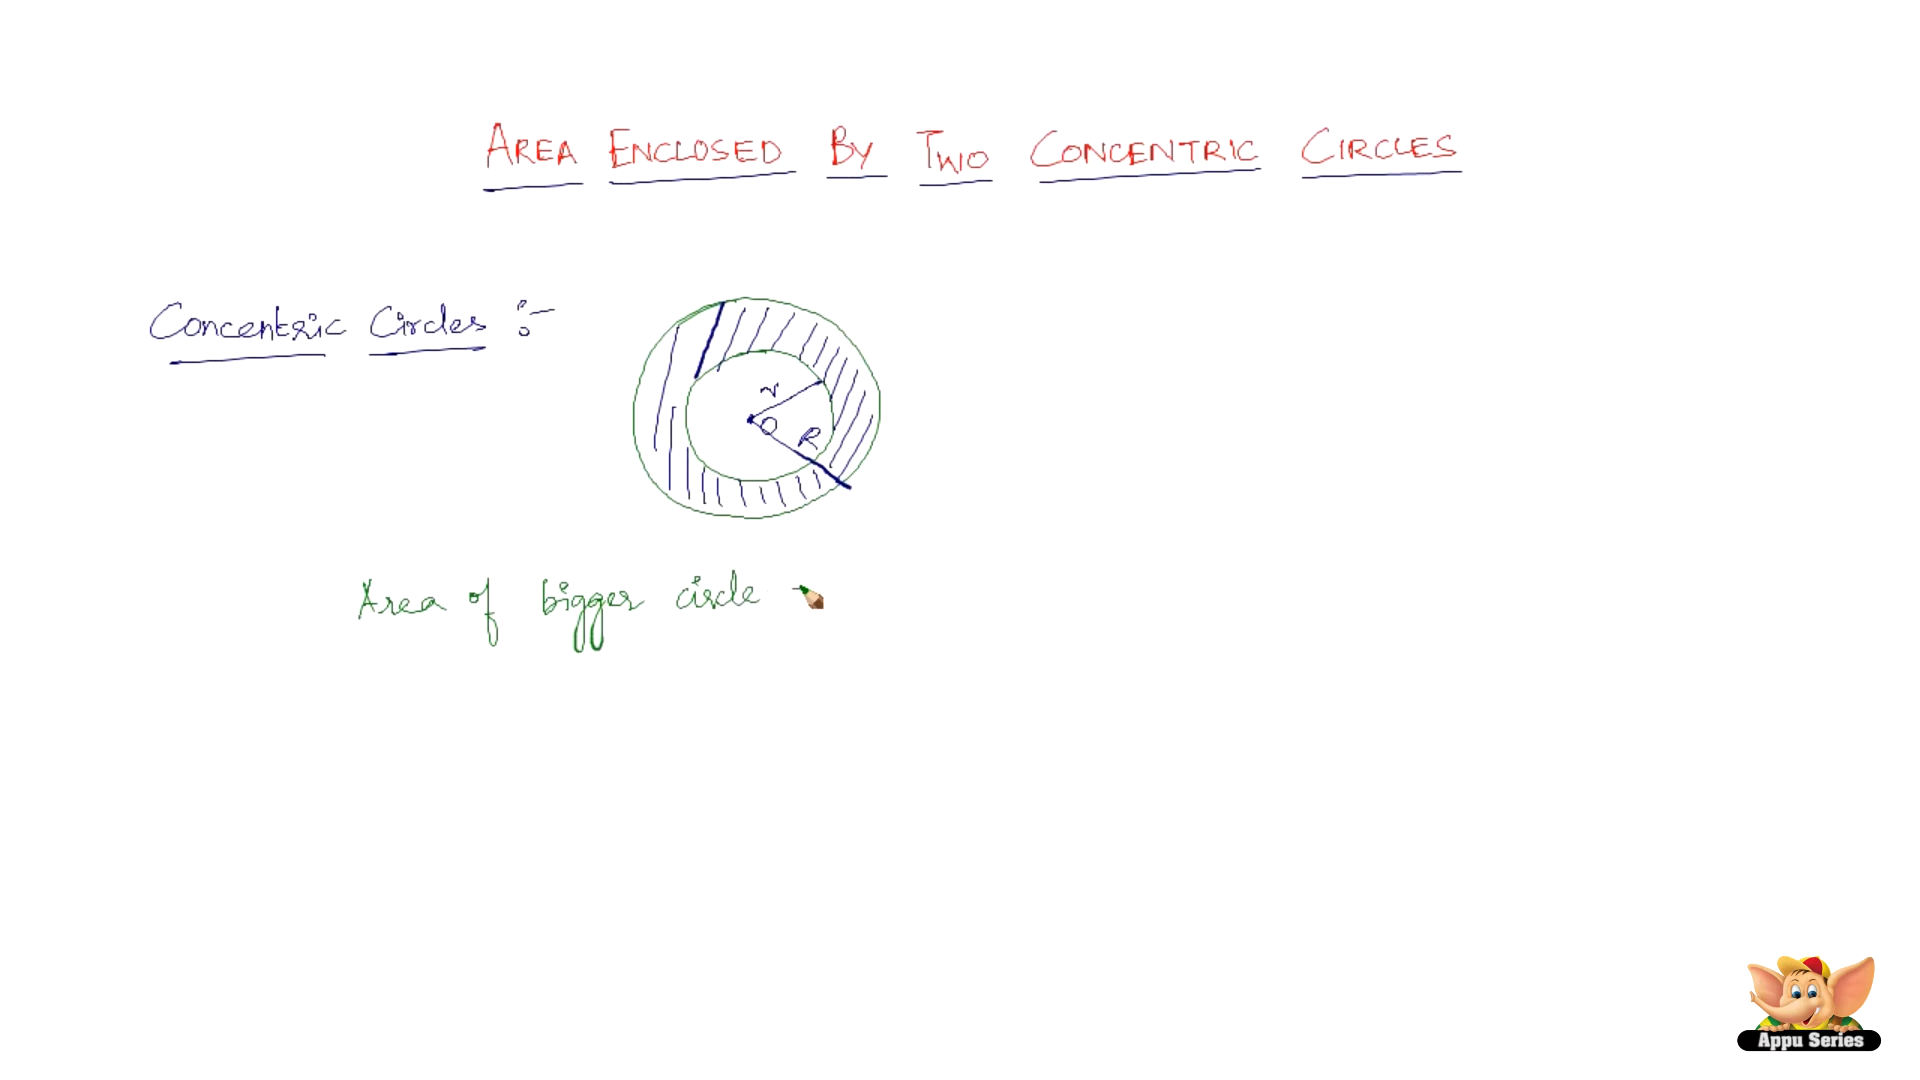 AREA ENCLOSED BY TWO CONCENTRIC CIRCLES
Concentric Circles :-
r
O
R
Area of bigger circle
Appu Series